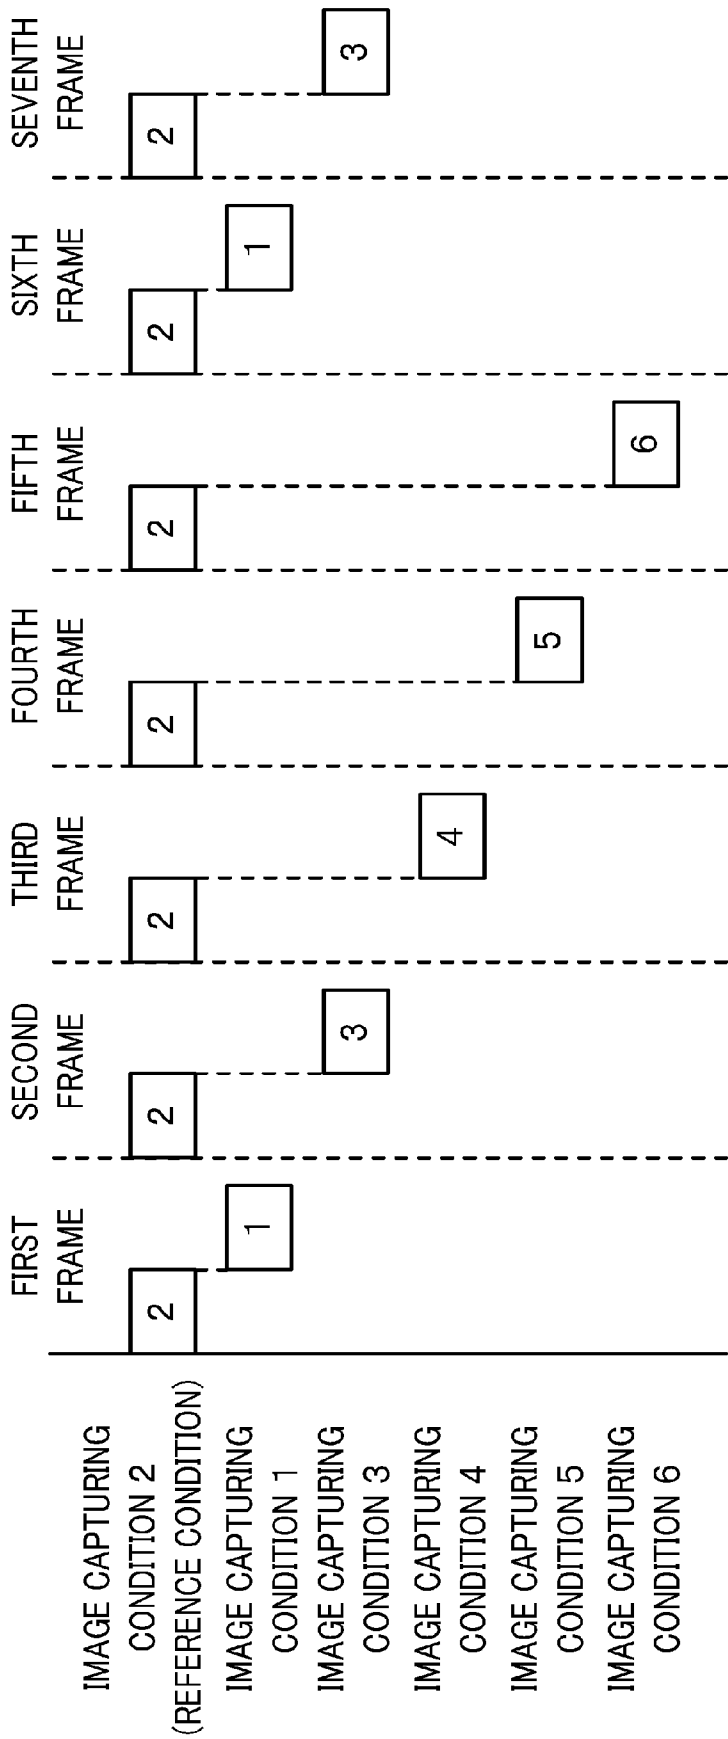 FIRST
FRAME
SECOND
FRAME
THIRD
FRAME
FOURTH
FRAME
FIFTH
FRAME
SIXTH
FRAME
SEVENTH
FRAME
IMAGE CAPTURING
CONDITION 2
(REFERENCE CONDITION)
2
2
2
2
2
2
2
IMAGE CAPTURING
CONDITION 1
1
1
IMAGE CAPTURING
CONDITION 3
3
3
IMAGE CAPTURING
CONDITION 4
4
IMAGE CAPTURING
CONDITION 5
5
IMAGE CAPTURING
CONDITION 6
6